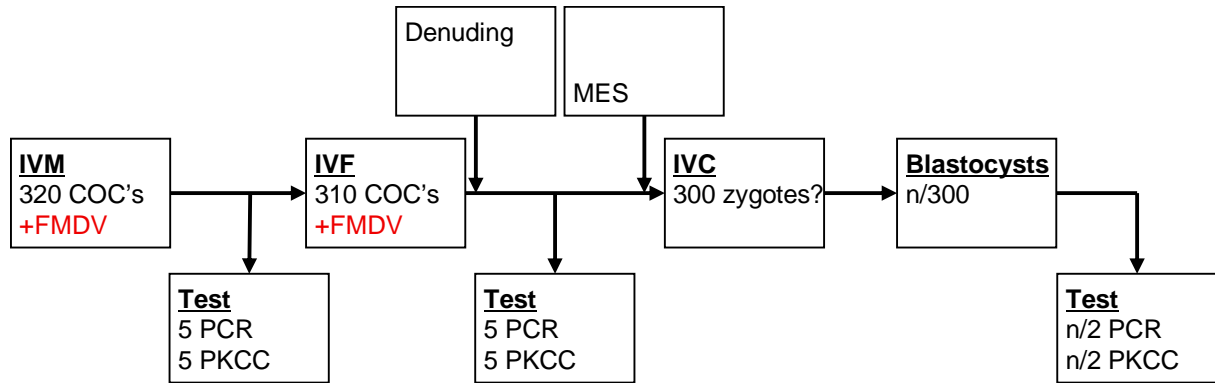 Denuding
MES
IVM
320 COC's
+FMDV
IVF
310 COC's
+FMDV
IVC
300 zygotes?
Blastocysts
n/300
Test
5 PCR
5 PKCC
Test
5 PCR
5 PKCC
Test
n/2 PCR
n/2 PKCC